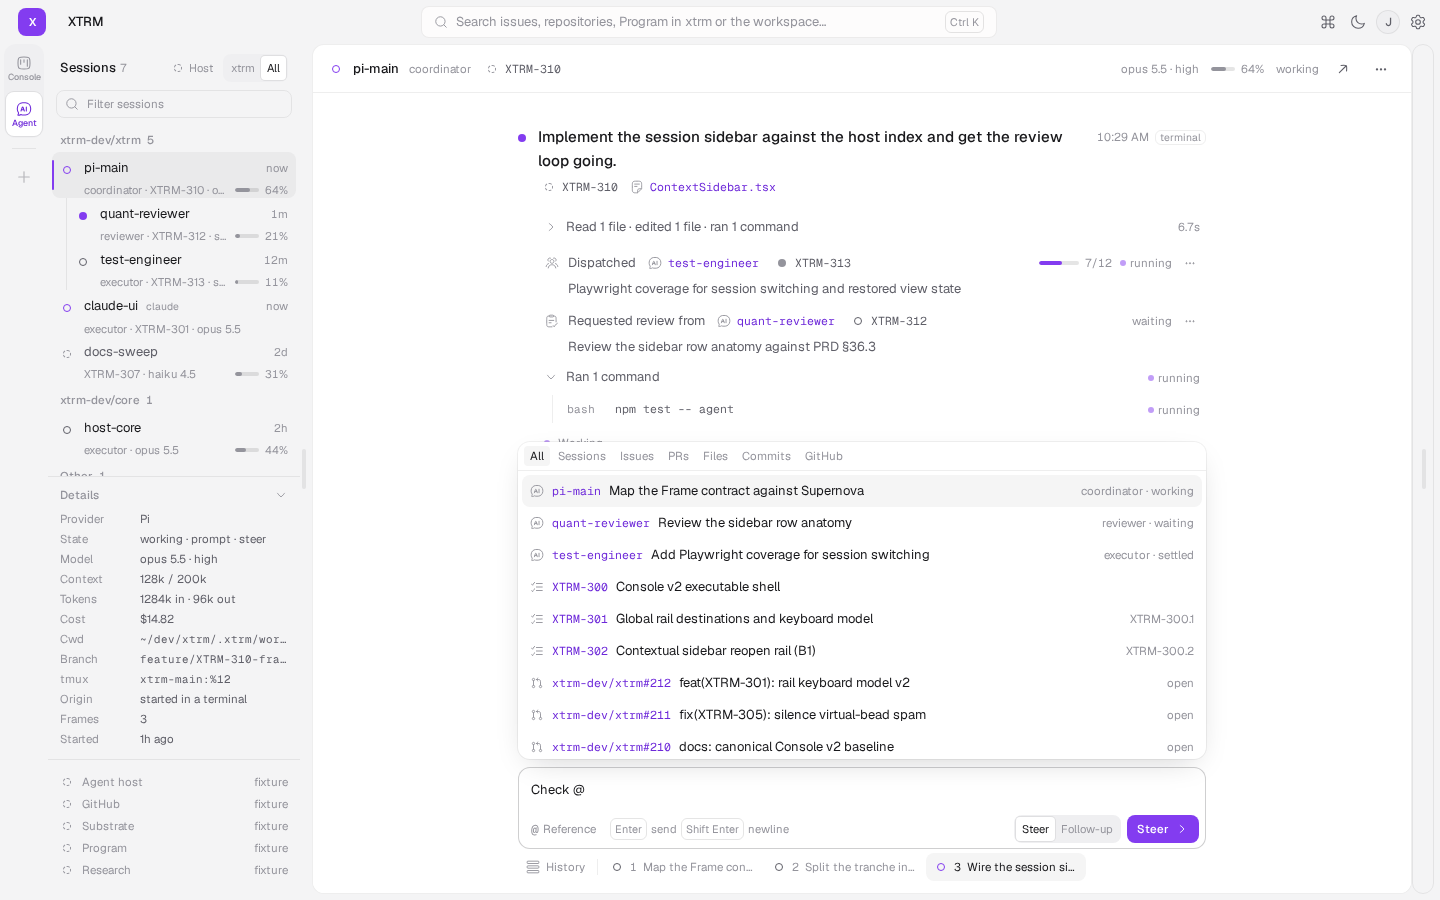 X XTRM
Search issues, repositories, Program in xtrm or the workspace... Ctrl K
J
Console
AI
Agent
Sessions 7 Host xtrm All
Filter sessions
xtrm-dev/xtrm 5
pi-main now
coordinator · XTRM-310 · o... 64%
quant-reviewer 1m
reviewer · XTRM-312 · s... 21%
test-engineer 12m
executor · XTRM-313 · s... 11%
claude-ui claude now
executor · XTRM-301 · opus 5.5
docs-sweep 2d
XTRM-307 · haiku 4.5 31%
xtrm-dev/core 1
host-core 2h
executor · opus 5.5 44%
Other 1
Details
Provider Pi
State working · prompt · steer
Model opus 5.5 · high
Context 128k / 200k
Tokens 1284k in · 96k out
Cost $14.82
Cwd ~/dev/xtrm/.xtrm/wor...
Branch feature/XTRM-310-fra...
tmux xtrm-main:%12
Origin started in a terminal
Frames 3
Started 1h ago
Agent host fixture
GitHub fixture
Substrate fixture
Program fixture
Research fixture
pi-main coordinator XTRM-310 opus 5.5 · high 64% working
Implement the session sidebar against the host index and get the review 10:29 AM terminal
loop going.
XTRM-310 ContextSidebar.tsx
Read 1 file · edited 1 file · ran 1 command 6.7s
Dispatched test-engineer XTRM-313 7/12 running
Playwright coverage for session switching and restored view state
Requested review from quant-reviewer XTRM-312 waiting
Review the sidebar row anatomy against PRD §36.3
Ran 1 command running
bash npm test -- agent running
Working
All Sessions Issues PRs Files Commits GitHub
pi-main Map the Frame contract against Supernova coordinator · working
quant-reviewer Review the sidebar row anatomy reviewer · waiting
test-engineer Add Playwright coverage for session switching executor · settled
XTRM-300 Console v2 executable shell
XTRM-301 Global rail destinations and keyboard model XTRM-300.1
XTRM-302 Contextual sidebar reopen rail (B1) XTRM-300.2
xtrm-dev/xtrm#212 feat(XTRM-301): rail keyboard model v2 open
xtrm-dev/xtrm#211 fix(XTRM-305): silence virtual-bead spam open
xtrm-dev/xtrm#210 docs: canonical Console v2 baseline open
Check @
@ Reference Enter send Shift Enter newline Steer Follow-up Steer
History 1 Map the Frame con... 2 Split the tranche in... 3 Wire the session si...